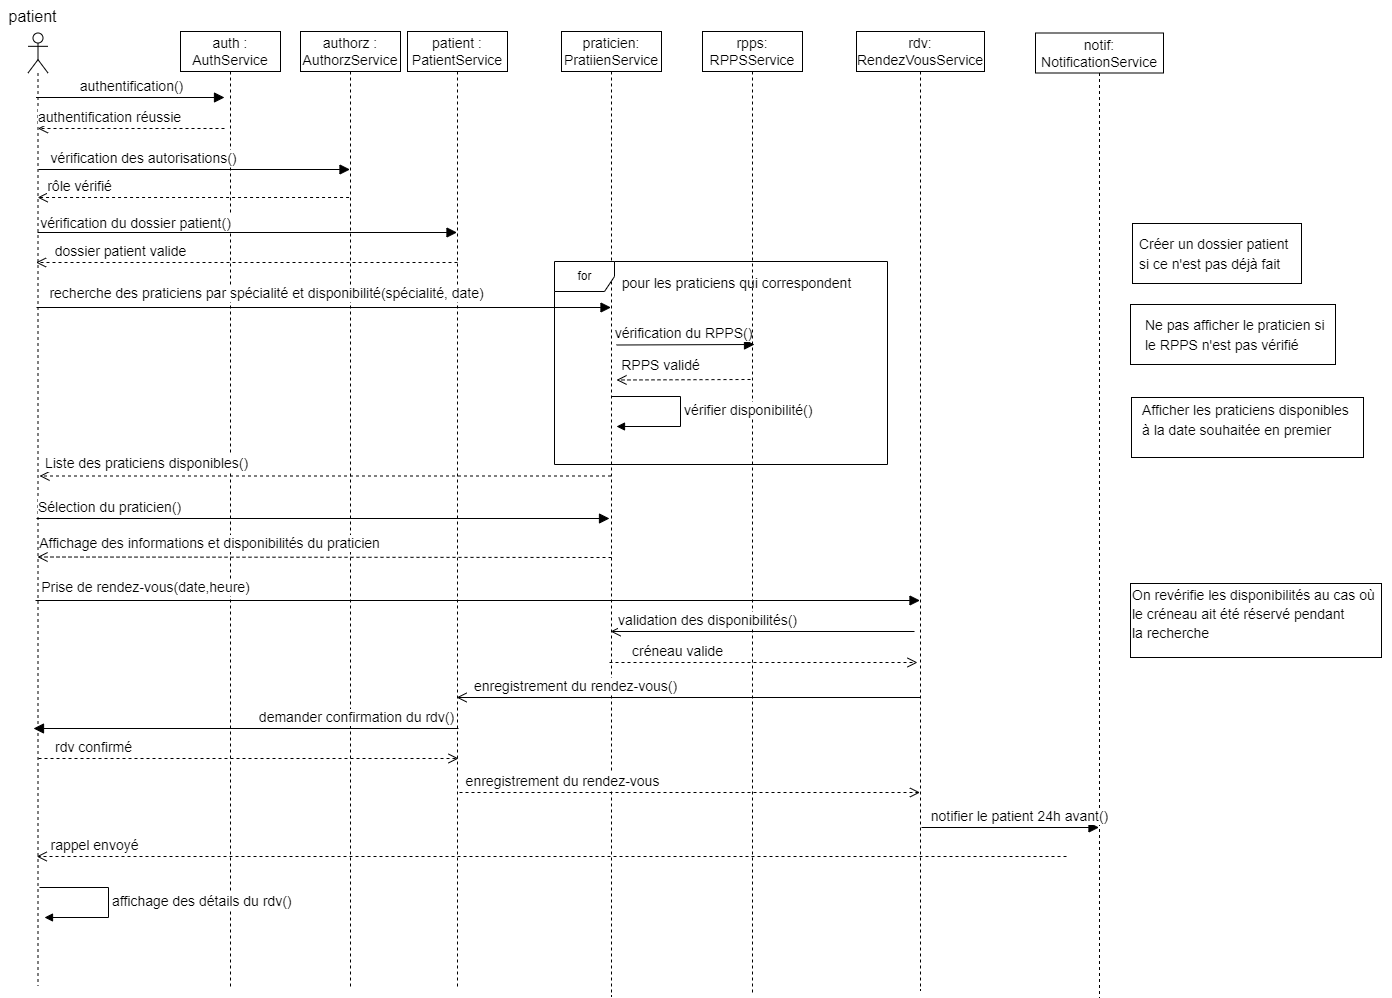 patient
auth :
AuthService
authorz :
AuthorzService
patient :
PatientService
praticien:
PratiienService
rpps:
RPPSService
rdv:
RendezVousService
notif:
NotificationService
authentification()
authentification réussie
vérification des autorisations()
rôle vérifié
vérification du dossier patient()
dossier patient valide
Créer un dossier patient
si ce n'est pas déjà fait
for
pour les praticiens qui correspondent
recherche des praticiens par spécialité et disponibilité(spécialité, date)
vérification du RPPS()
Ne pas afficher le praticien si
le RPPS n'est pas vérifié
RPPS validé
vérifier disponibilité()
Afficher les praticiens disponibles
à la date souhaitée en premier
Liste des praticiens disponibles()
Sélection du praticien()
Affichage des informations et disponibilités du praticien
Prise de rendez-vous(date,heure)
On revérifie les disponibilités au cas où
le créneau ait été réservé pendant
la recherche
validation des disponibilités()
créneau valide
enregistrement du rendez-vous()
demander confirmation du rdv()
rdv confirmé
enregistrement du rendez-vous
notifier le patient 24h avant()
rappel envoyé
affichage des détails du rdv()